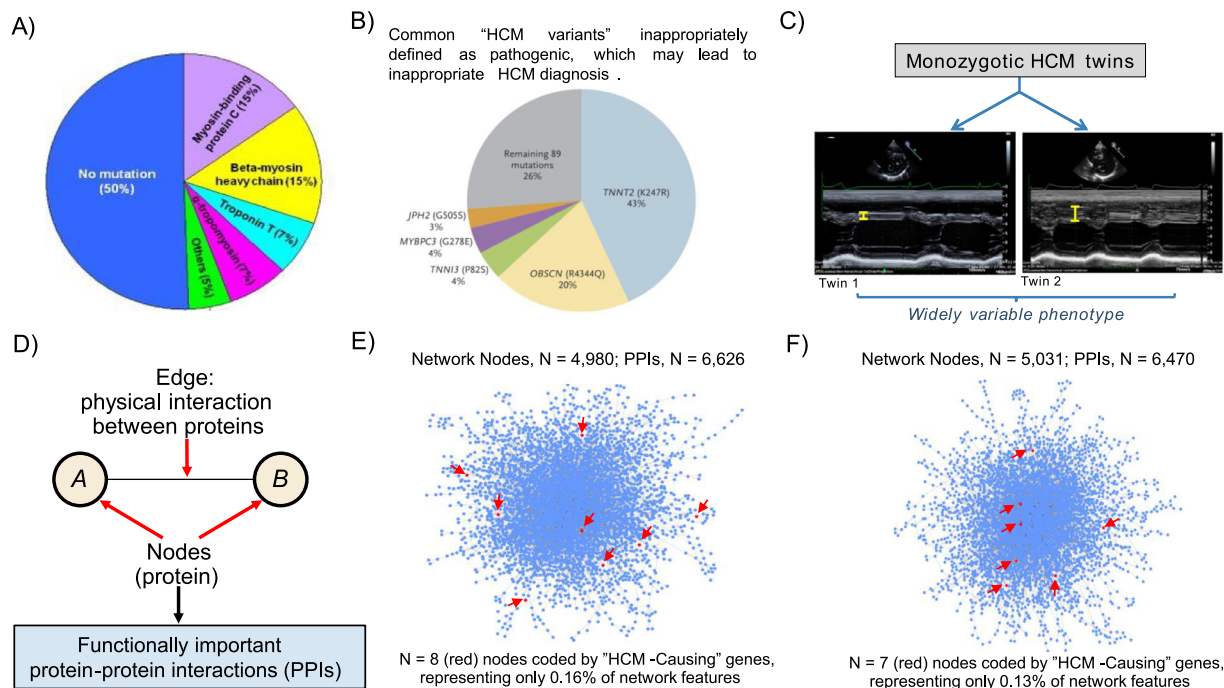 A)
No mutation
(50%)
Myosin-binding
protein C (15%)
Beta-myosin
heavy chain (15%)
Troponin T (7%)
α-tropomyosin (7%)
Others (5%)
B)
Common "HCM variants" inappropriately
defined as pathogenic, which may lead to
inappropriate HCM diagnosis .
Remaining 89
mutations
26%
TNNT2 (K247R)
43%
JPH2 (G505S)
3%
MYBPC3 (G278E)
4%
TNNI3 (P82S)
4%
OBSCN (R4344Q)
20%
C)
Monozygotic HCM twins
Twin 1
Twin 2
Widely variable phenotype
D)
Edge:
physical interaction
between proteins
A
B
Nodes
(protein)
Functionally important
protein-protein interactions (PPIs)
E)
Network Nodes, N = 4,980; PPIs, N = 6,626
N = 8 (red) nodes coded by "HCM -Causing" genes,
representing only 0.16% of network features
F)
Network Nodes, N = 5,031; PPIs, N = 6,470
N = 7 (red) nodes coded by "HCM -Causing" genes,
representing only 0.13% of network features